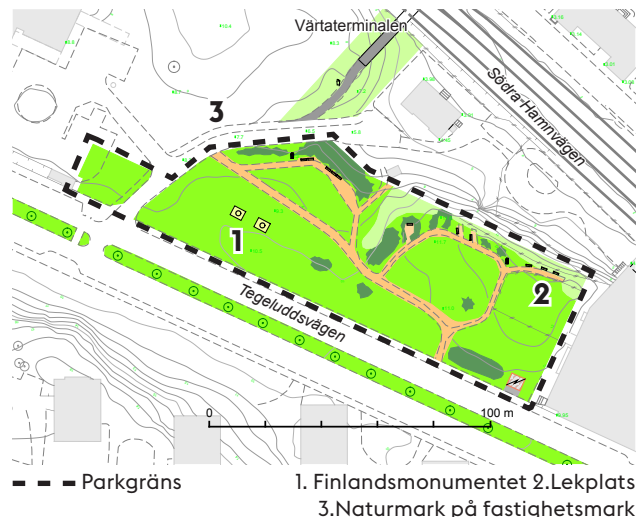 Värtaterminalen
Södra Hamnvägen
3
1
2
Tegeluddsvägen
0
100 m
Parkgräns
1. Finlandsmonumentet 2.Lekplats
3.Naturmark på fastighetsmark